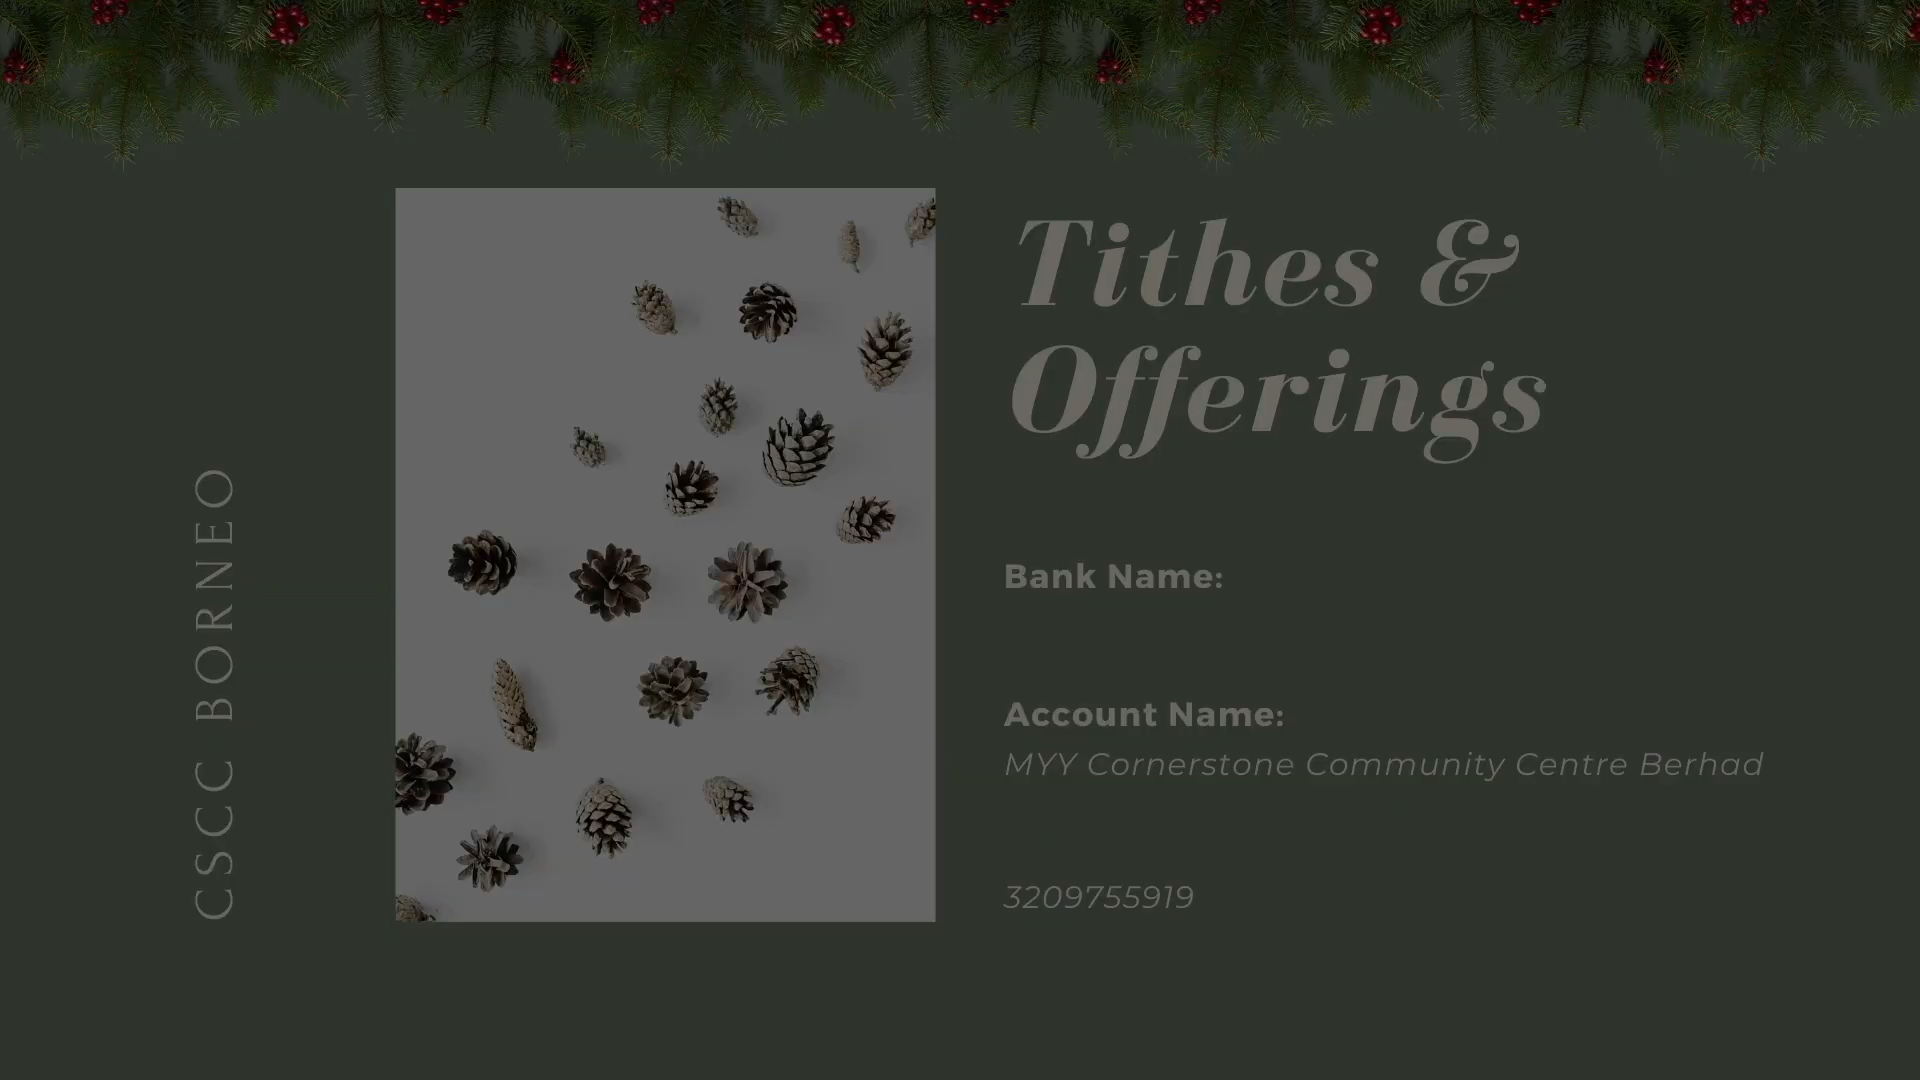 CSCC BORNEO
Tithes &
Offerings
Bank Name:
Account Name:
MYY Cornerstone Community Centre Berhad
3209755919